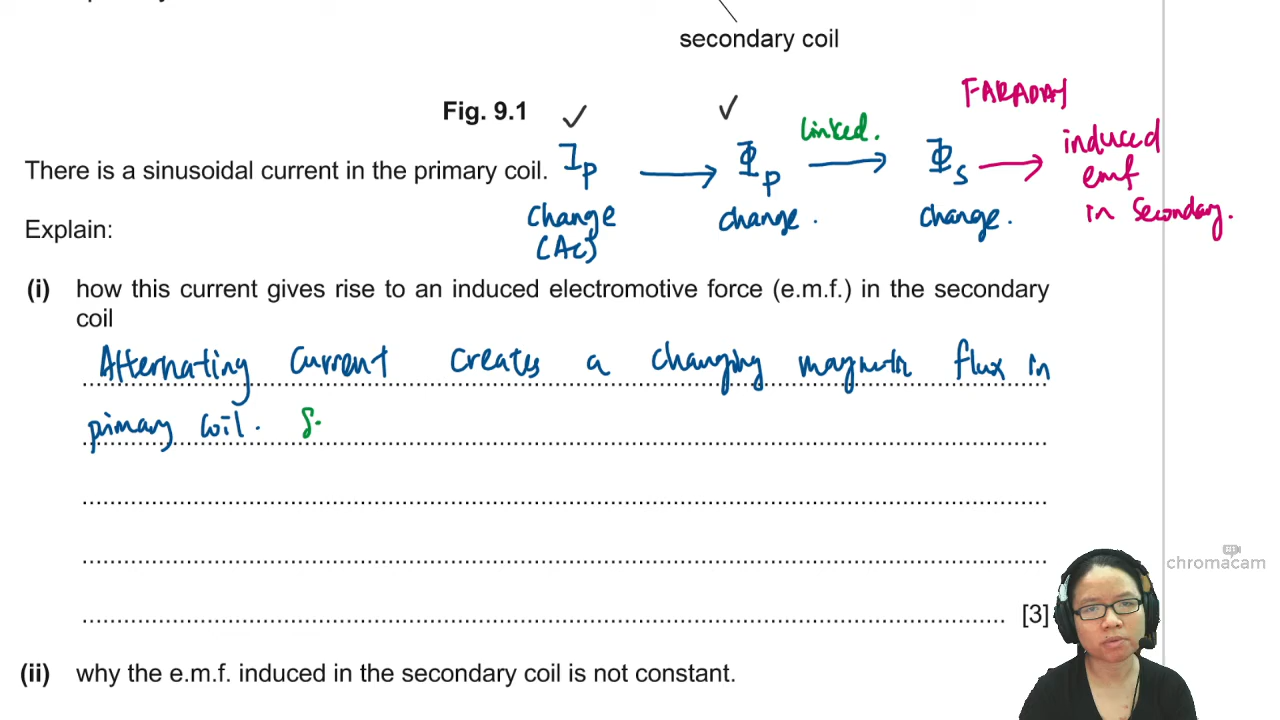 secondary coil
FARADAY
Fig. 9.1
linked.
induced
There is a sinusoidal current in the primary coil. Ip Φp Φs emf
change change. change. in Secondary.
Explain: (AC)
(i) how this current gives rise to an induced electromotive force (e.m.f.) in the secondary
coil
Alternating current creates a changing magnetic flux in
primary coil. S.
[3]
chromacam
(ii) why the e.m.f. induced in the secondary coil is not constant.